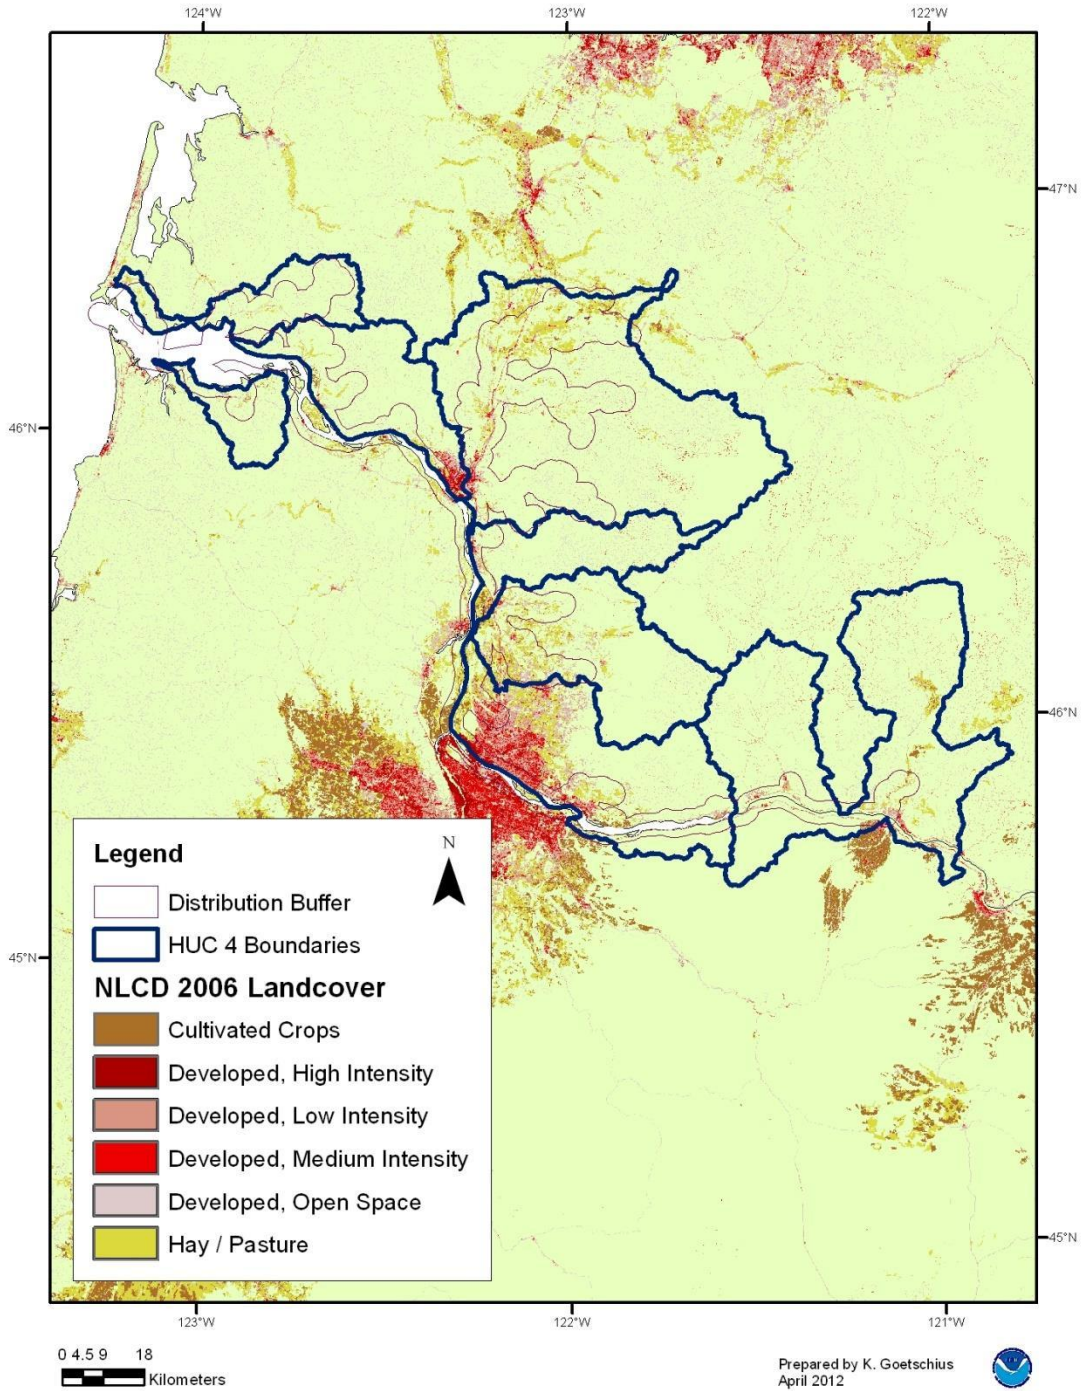 124°W 123°W 122°W
47°N
46°N
46°N
45°N
45°N
Legend
N
Distribution Buffer
HUC 4 Boundaries
NLCD 2006 Landcover
Cultivated Crops
Developed, High Intensity
Developed, Low Intensity
Developed, Medium Intensity
Developed, Open Space
Hay / Pasture
123°W 122°W 121°W
0 4.5 9 18
Kilometers
Prepared by K. Goetschius
April 2012